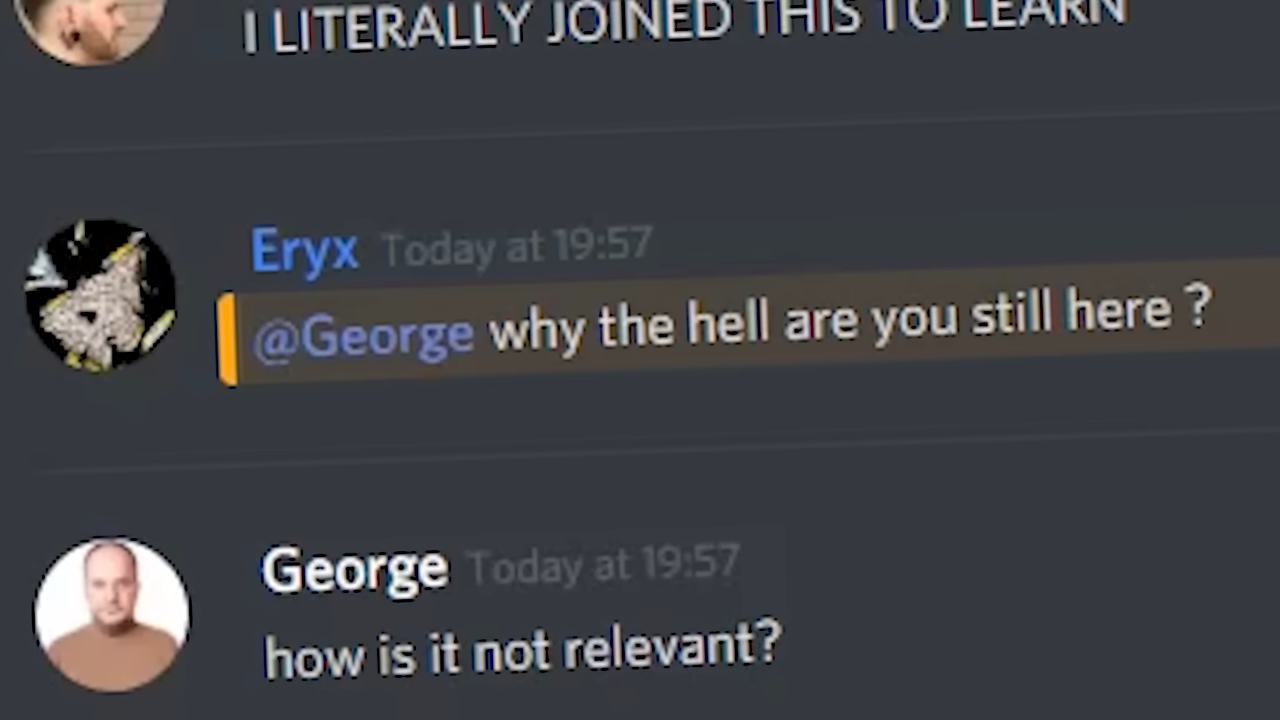 I LITERALLY JOINED THIS TO LEARN
Eryx Today at 19:57
@George why the hell are you still here ?
George Today at 19:57
how is it not relevant?